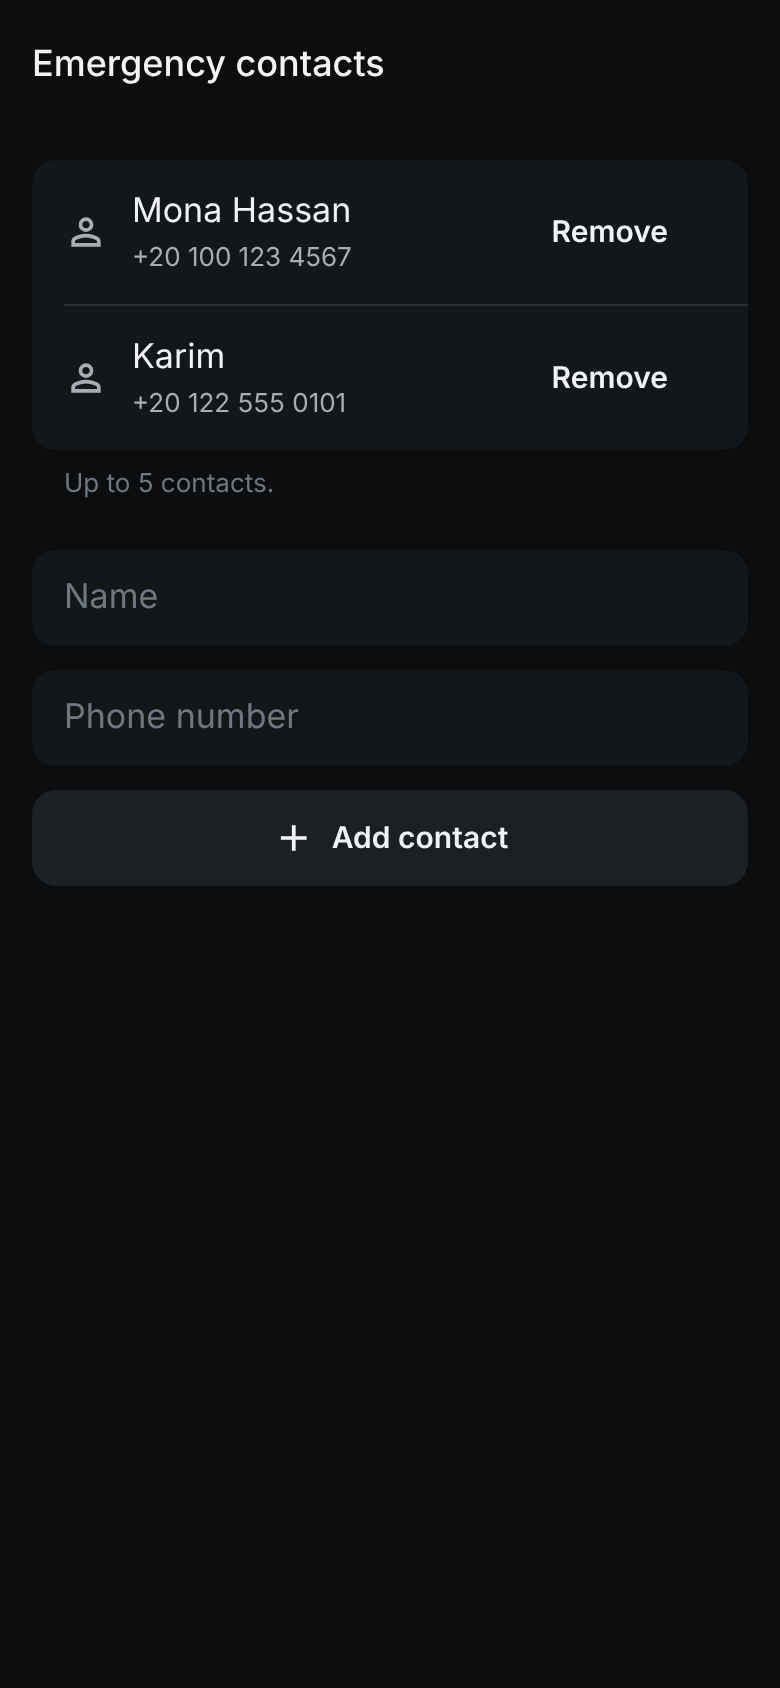 Emergency contacts
Mona Hassan
+20 100 123 4567
Remove
Karim
+20 122 555 0101
Remove
Up to 5 contacts.
Name
Phone number
Add contact